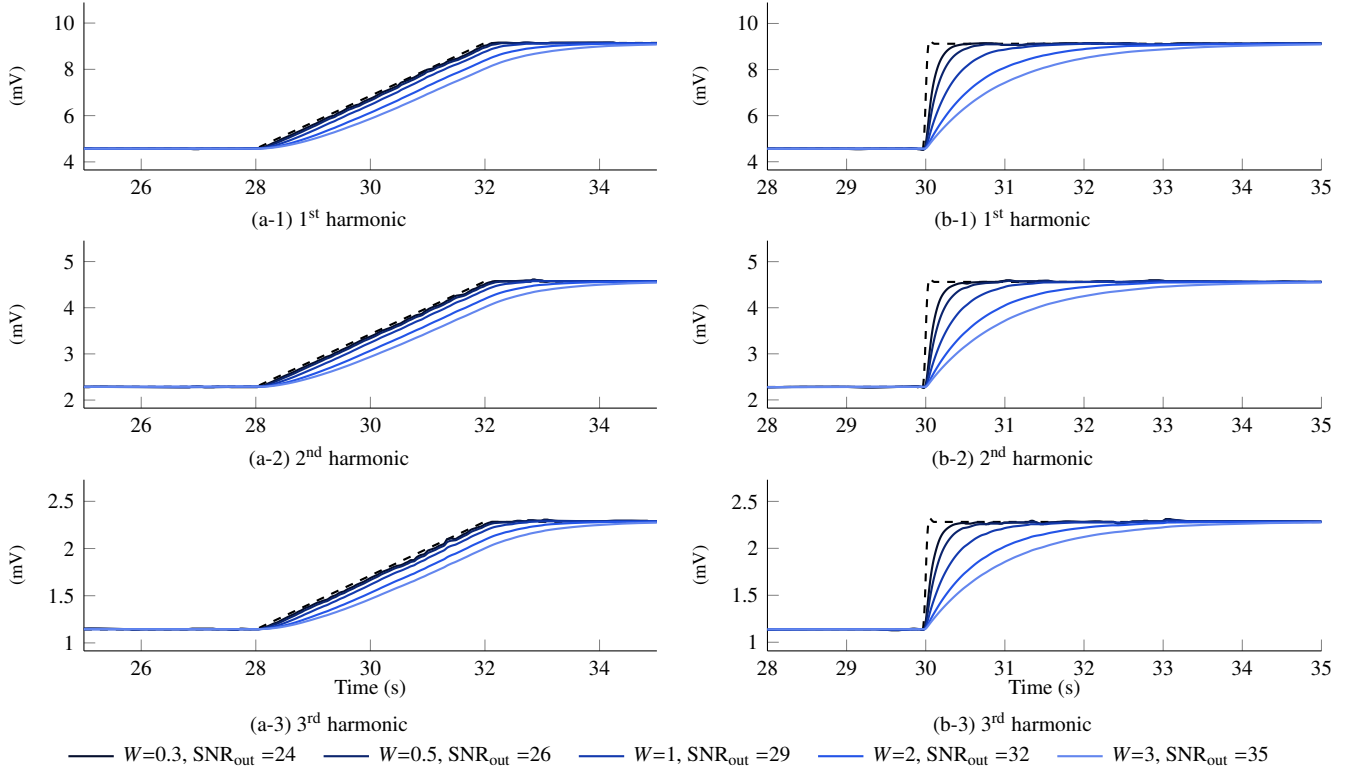 10
8
6
4
(mV)
26 28 30 32 34
(a-1) 1st harmonic
10
8
6
4
(mV)
28 29 30 31 32 33 34 35
(b-1) 1st harmonic
5
4
3
2
(mV)
26 28 30 32 34
(a-2) 2nd harmonic
5
4
3
2
(mV)
28 29 30 31 32 33 34 35
(b-2) 2nd harmonic
2.5
2
1.5
1
(mV)
26 28 30 32 34
Time (s)
(a-3) 3rd harmonic
2.5
2
1.5
1
(mV)
28 29 30 31 32 33 34 35
Time (s)
(b-3) 3rd harmonic
W=0.3, SNRout =24 W=0.5, SNRout =26 W=1, SNRout =29 W=2, SNRout =32 W=3, SNRout =35